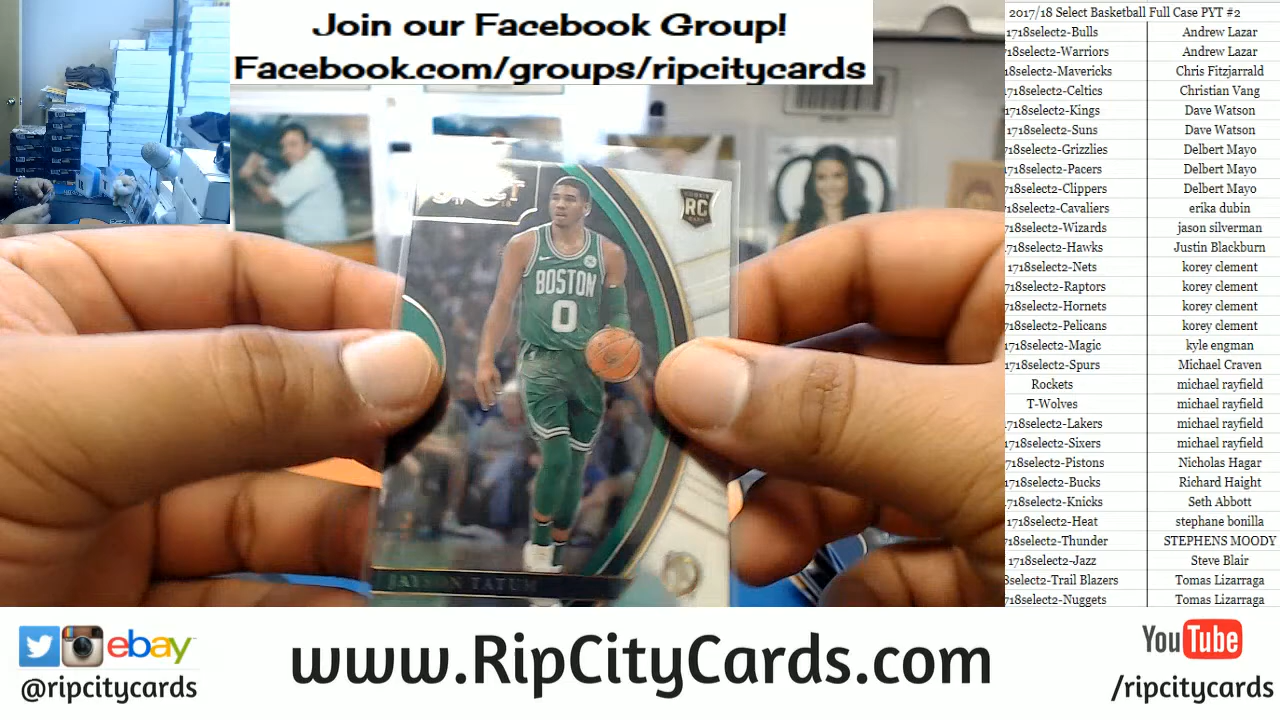 Join our Facebook Group!
Facebook.com/groups/ripcitycards
2017/18 Select Basketball Full Case PYT #2
1718select2-Bulls Andrew Lazar
1718select2-Warriors Andrew Lazar
18select2-Mavericks Chris Fitzjarrald
1718select2-Celtics Christian Vang
1718select2-Kings Dave Watson
1718select2-Suns Dave Watson
718select2-Grizzlies Delbert Mayo
1718select2-Pacers Delbert Mayo
718select2-Clippers Delbert Mayo
18select2-Cavaliers erika dubin
718select2-Wizards jason silverman
1718select2-Hawks Justin Blackburn
1718select2-Nets korey clement
718select2-Raptors korey clement
718select2-Hornets korey clement
718select2-Pelicans korey clement
1718select2-Magic kyle engman
1718select2-Spurs Michael Craven
Rockets michael rayfield
T-Wolves michael rayfield
718select2-Lakers michael rayfield
1718select2-Sixers michael rayfield
718select2-Pistons Nicholas Hagar
1718select2-Bucks Richard Haight
718select2-Knicks Seth Abbott
1718select2-Heat stephane bonilla
718select2-Thunder STEPHENS MOODY
1718select2-Jazz Steve Blair
8select2-Trail Blazers Tomas Lizarraga
718select2-Nuggets Tomas Lizarraga
RC
BOSTON
0
JAYSON TATUM
ebay
@ripcitycards
www.RipCityCards.com
YouTube
/ripcitycards